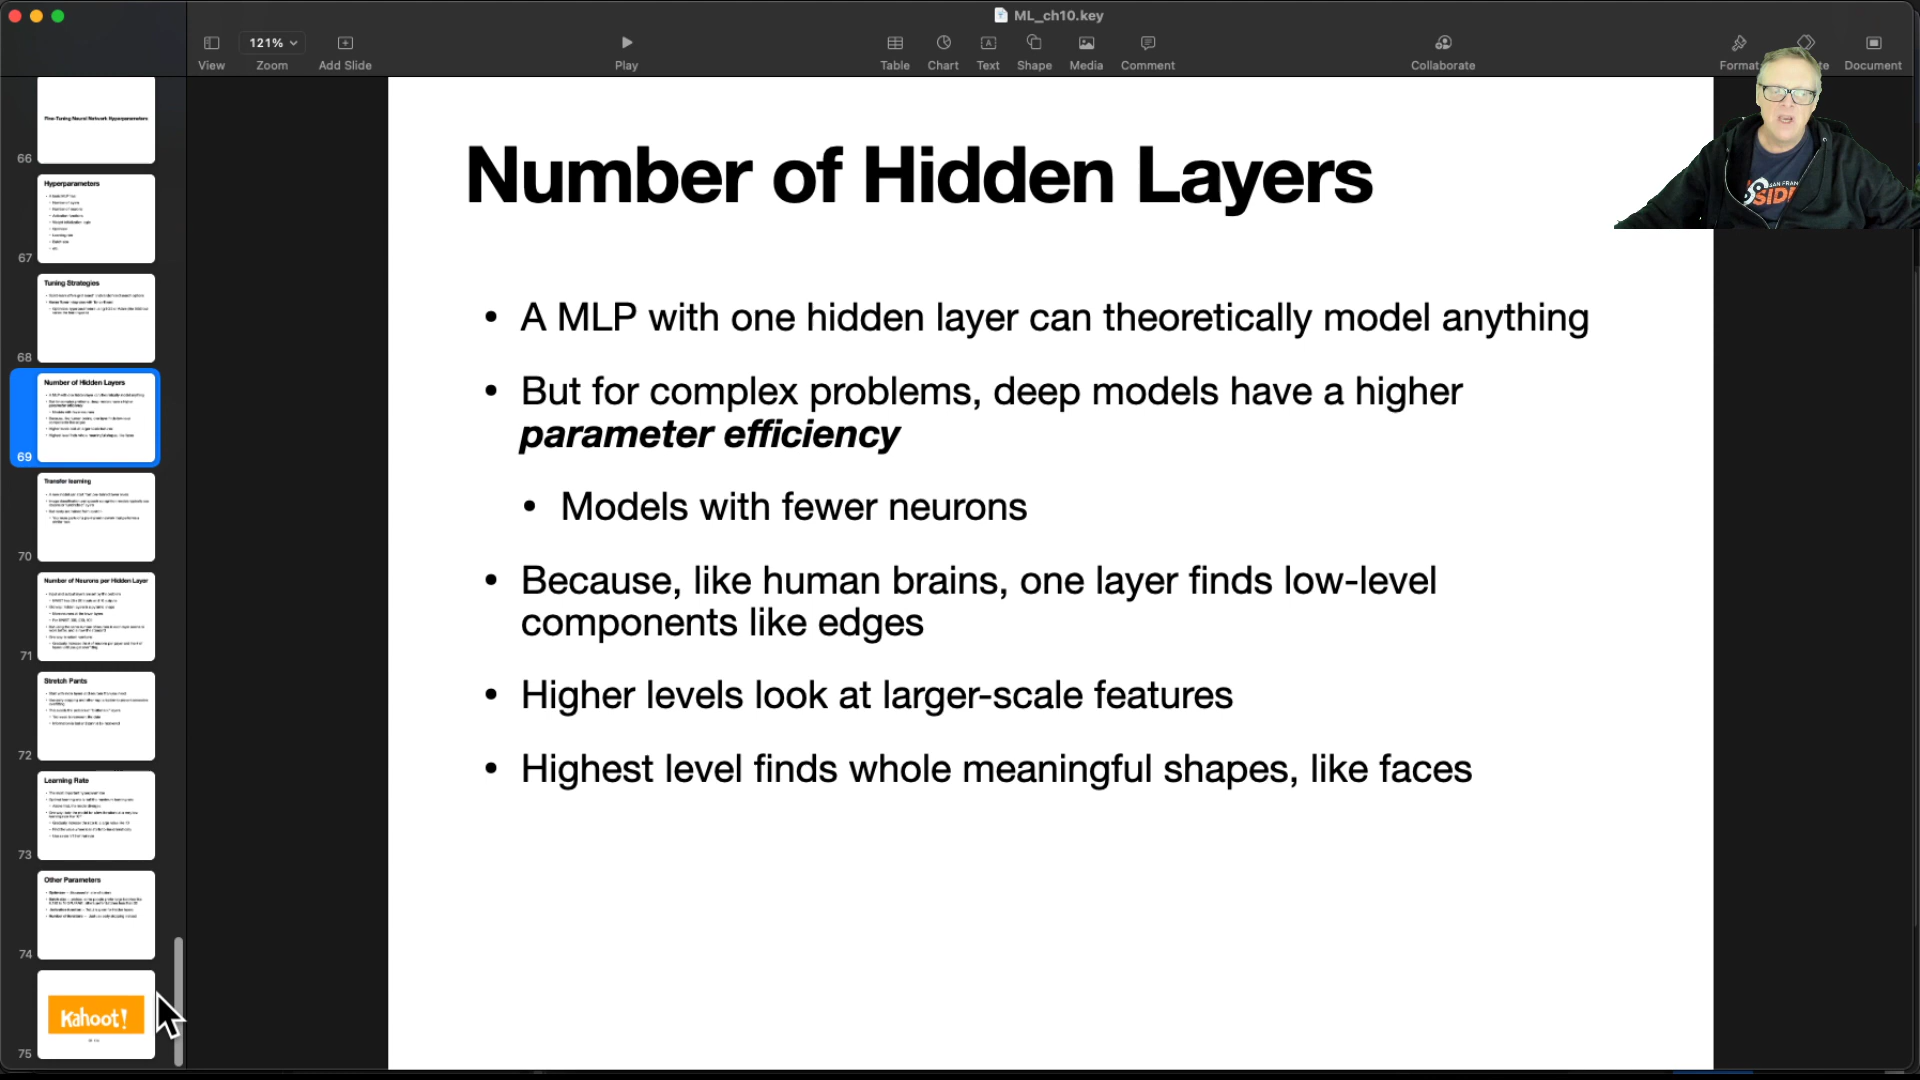 ML_ch10.key
121%
View
Zoom
Add Slide
Play
Table
Chart
Text
Shape
Media
Comment
Collaborate
Format
Document
Fine-Tuning Neural Network Hyperparameters
66
Hyperparameters
67
Tuning Strategies
68
Number of Hidden Layers
69
Transfer learning
70
Number of Neurons per Hidden Layer
71
Stretch Pants
72
Learning Rate
73
Other Parameters
74
Kahoot!
75
Number of Hidden Layers
• A MLP with one hidden layer can theoretically model anything
• But for complex problems, deep models have a higher
parameter efficiency
• Models with fewer neurons
• Because, like human brains, one layer finds low-level
components like edges
• Higher levels look at larger-scale features
• Highest level finds whole meaningful shapes, like faces